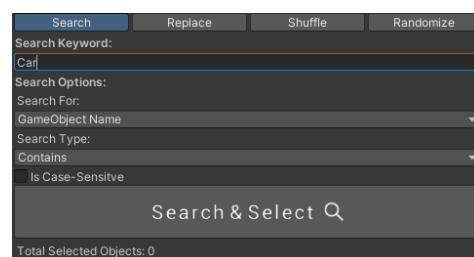 Search Replace Shuffle Randomize
Search Keyword:
Car
Search Options:
Search For:
GameObject Name
Search Type:
Contains
Is Case-Sensitve
Search & Select
Total Selected Objects: 0